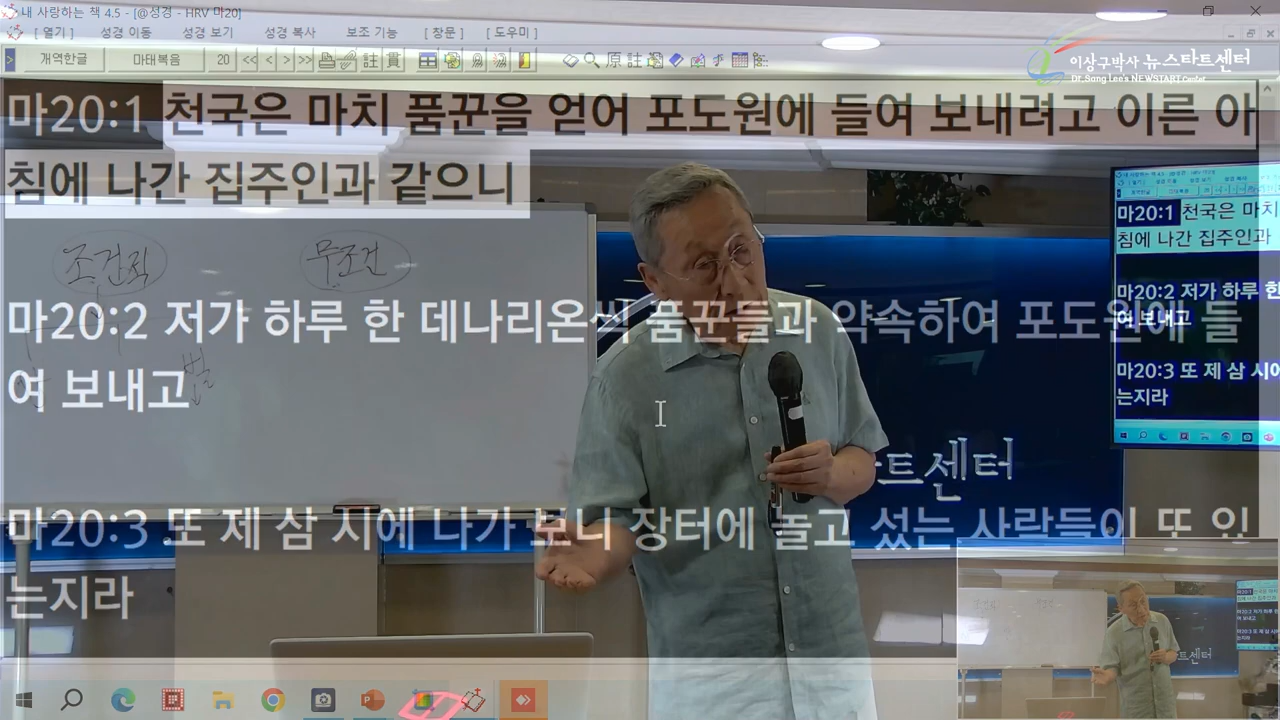 내 사랑하는 책 4.5 - [@성경 - HRV 마20]
[ 열기 ] 성경 이동 성경 보기 성경 복사 보조 기능 [ 창문 ] [ 도우미 ]
개역한글 마태복음 20 << < > >> 註 原 註
이상구박사 뉴스타트센터
Dr. Sang Lee's NEWSTART Center
마20:1 천국은 마치 품꾼을 얻어 포도원에 들여 보내려고 이른 아
침에 나간 집주인과 같으니
조건적 무조건
마20:2 저가 하루 한 데나리온씩 품꾼들과 약속하여 포도원에 들
여 보내고
벌
마20:3 또 제 삼 시에 나가 보니 장터에 놀고 섰는 사람들이 또 있
는지라
마20:1 천국은 마치
침에 나간 집주인과
마20:2 저가 하루 한
여 보내고
마20:3 또 제 삼 시에
는지라
트센터